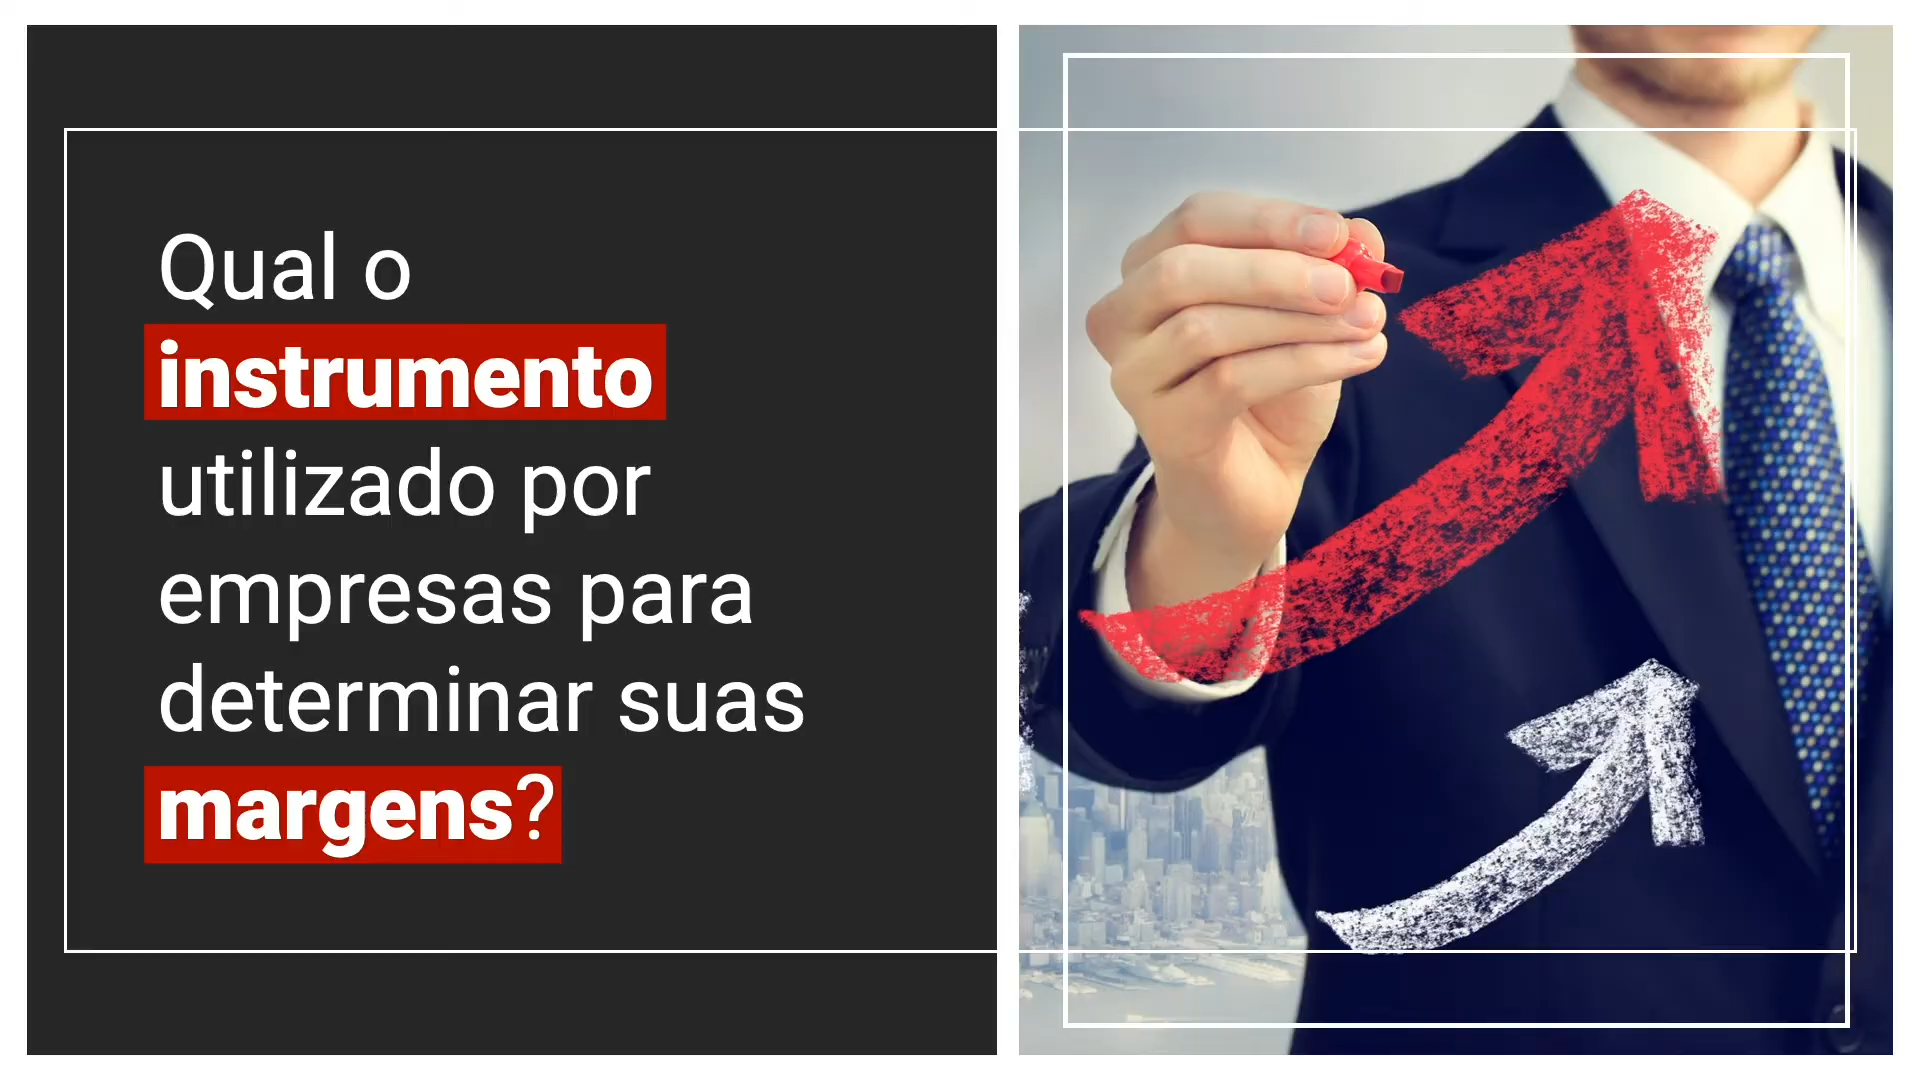 Qual o
instrumento
utilizado por
empresas para
determinar suas
margens?